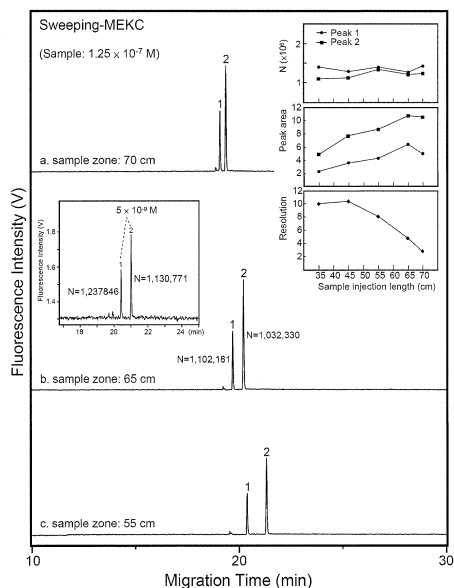 Sweeping-MEKC
(Sample: 1.25 x 10⁻⁷ M)
2
1
a. sample zone: 70 cm
Peak 1
Peak 2
N (x10⁶)
2
1
Peak area
12
10
8
6
4
2
Resolution
10
8
6
4
2
35 40 45 50 55 60 65 70
Sample injection length (cm)
Fluorescence Intensity (V)
5 x 10⁻⁹ M
Fluorescence Intensity (V)
1.8
1.6
1.4
1
2
N=1,237846
N=1,130,771
18 20 22 24 (min)
2
1
N=1,032,330
N=1,102,181
b. sample zone: 65 cm
2
1
c. sample zone: 55 cm
10 20 30
Migration Time (min)